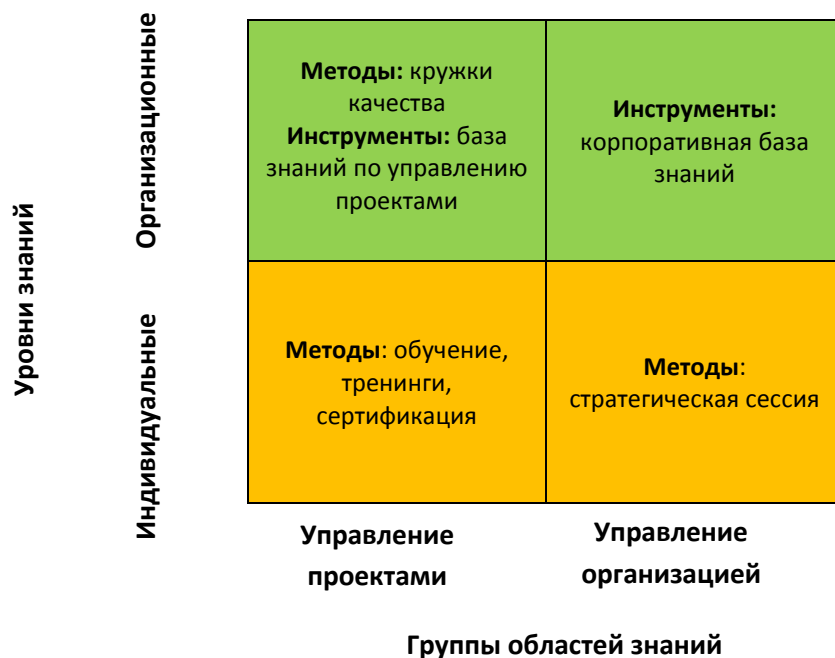 Уровни знаний
Организационные
Методы: кружки
качества
Инструменты: база
знаний по управлению
проектами
Инструменты:
корпоративная база
знаний
Индивидуальные
Методы: обучение,
тренинги,
сертификация
Методы:
стратегическая сессия
Управление
проектами
Управление
организацией
Группы областей знаний